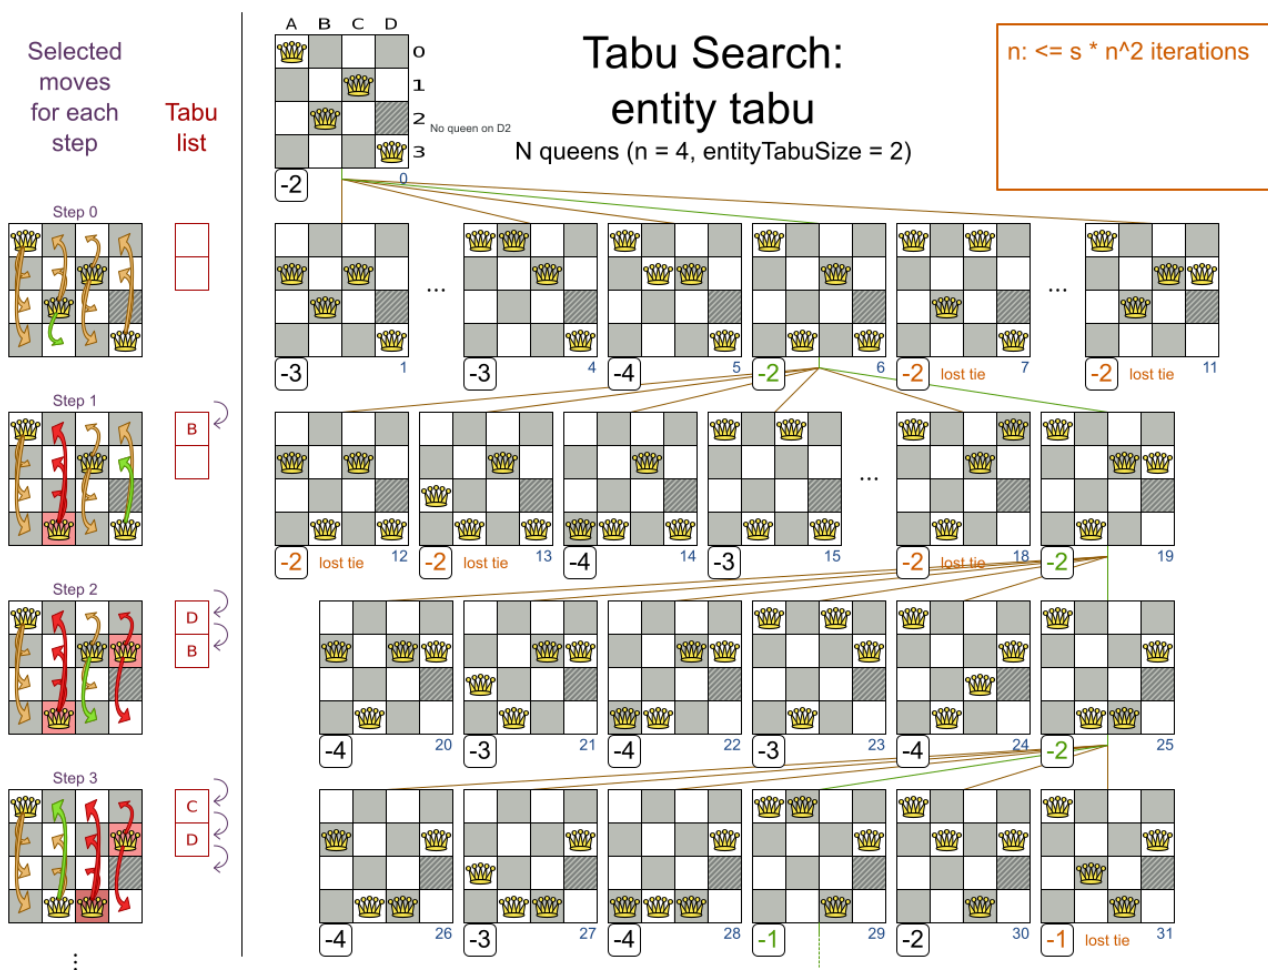 Selected
moves
for each
step
Tabu
list
A B C D
0
1
2
3
No queen on D2
-2
0
Tabu Search:
entity tabu
N queens (n = 4, entityTabuSize = 2)
n: <= s * n^2 iterations
Step 0
...
...
-3 1
-3 4
-4 5
-2 6
-2 lost tie 7
-2 lost tie 11
Step 1
B
...
-2 lost tie 12
-2 lost tie 13
-4 14
-3 15
-2 lost tie 18
-2 19
Step 2
D
B
-4 20
-3 21
-4 22
-3 23
-4 24
-2 25
Step 3
C
D
-4 26
-3 27
-4 28
-1 29
-2 30
-1 lost tie 31
...